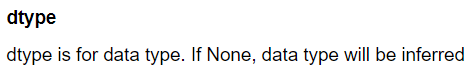 dtype
dtype is for data type. If None, data type will be inferred